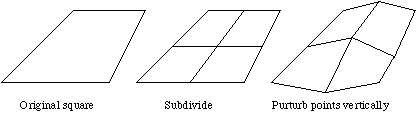 Original square
Subdivide
Purturb points vertically